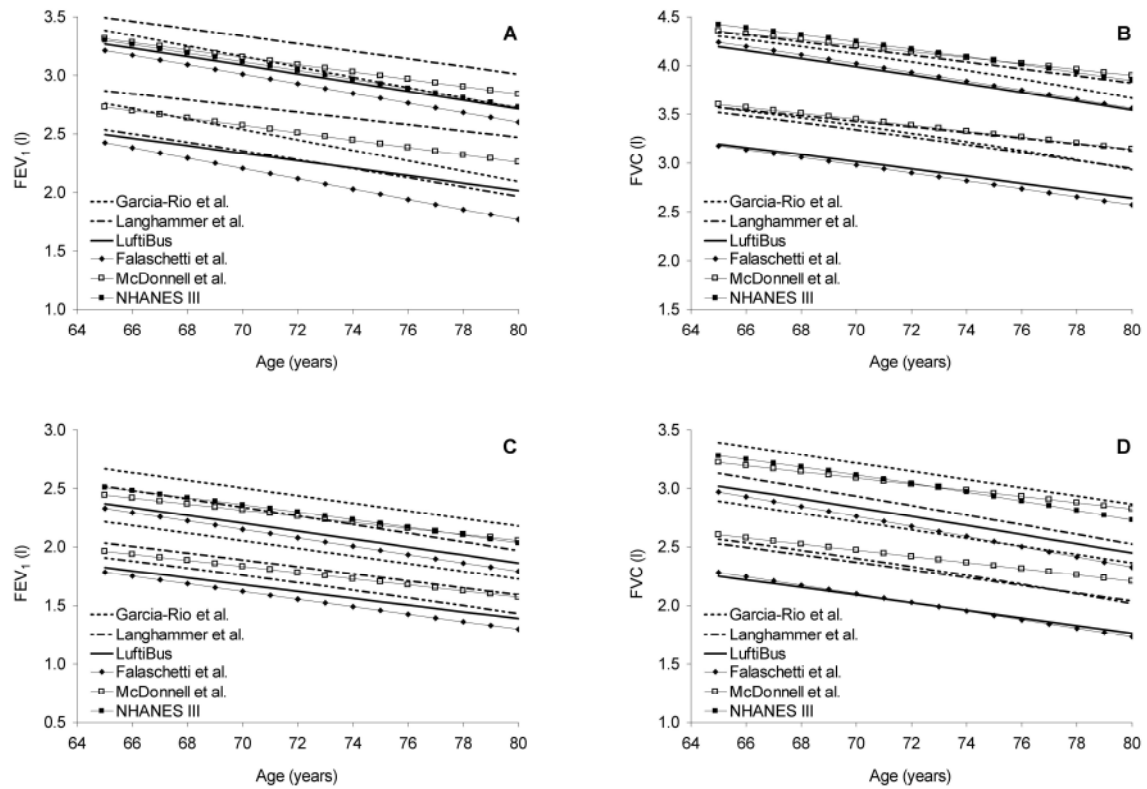 A
FEV1 (l)
3.5
3.0
2.5
2.0
1.5
1.0
Garcia-Rio et al.
Langhammer et al.
LuftiBus
Falaschetti et al.
McDonnell et al.
NHANES III
64 66 68 70 72 74 76 78 80
Age (years)
B
FVC (l)
4.5
4.0
3.5
3.0
2.5
2.0
1.5
Garcia-Rio et al.
Langhammer et al.
LuftiBus
Falaschetti et al.
McDonnell et al.
NHANES III
64 66 68 70 72 74 76 78 80
Age (years)
C
FEV1 (l)
3.0
2.5
2.0
1.5
1.0
0.5
Garcia-Rio et al.
Langhammer et al.
LuftiBus
Falaschetti et al.
McDonnell et al.
NHANES III
64 66 68 70 72 74 76 78 80
Age (years)
D
FVC (l)
3.5
3.0
2.5
2.0
1.5
1.0
Garcia-Rio et al.
Langhammer et al.
LuftiBus
Falaschetti et al.
McDonnell et al.
NHANES III
64 66 68 70 72 74 76 78 80
Age (years)